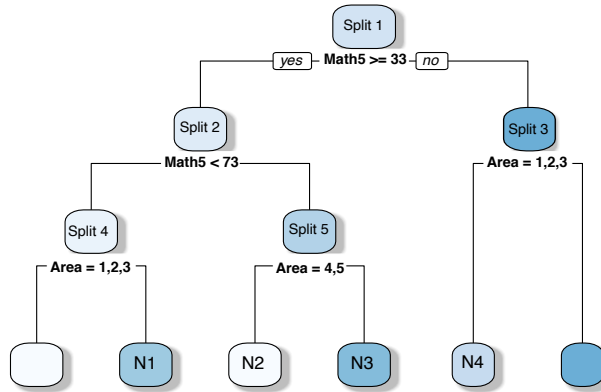 Split 1
yes Math5 >= 33 no
Split 2
Split 3
Math5 < 73
Area = 1,2,3
Split 4
Split 5
Area = 1,2,3
Area = 4,5
N1
N2
N3
N4